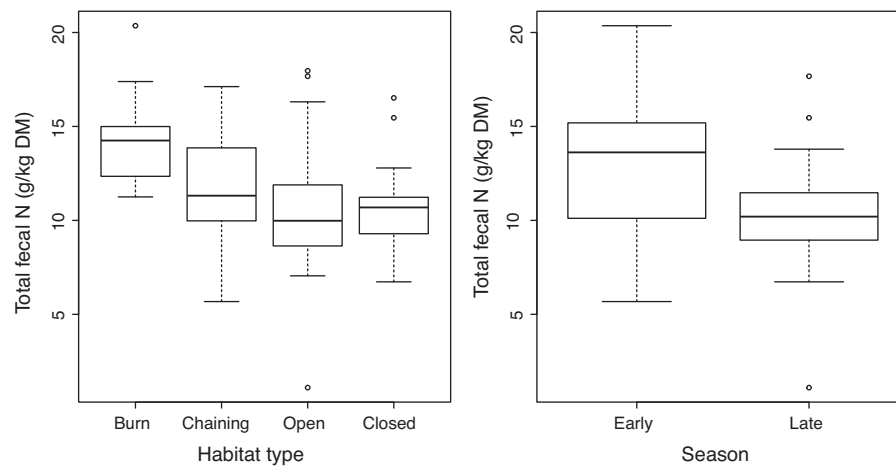 Total fecal N (g/kg DM)
20
15
10
5
Burn Chaining Open Closed
Habitat type
Total fecal N (g/kg DM)
20
15
10
5
Early Late
Season